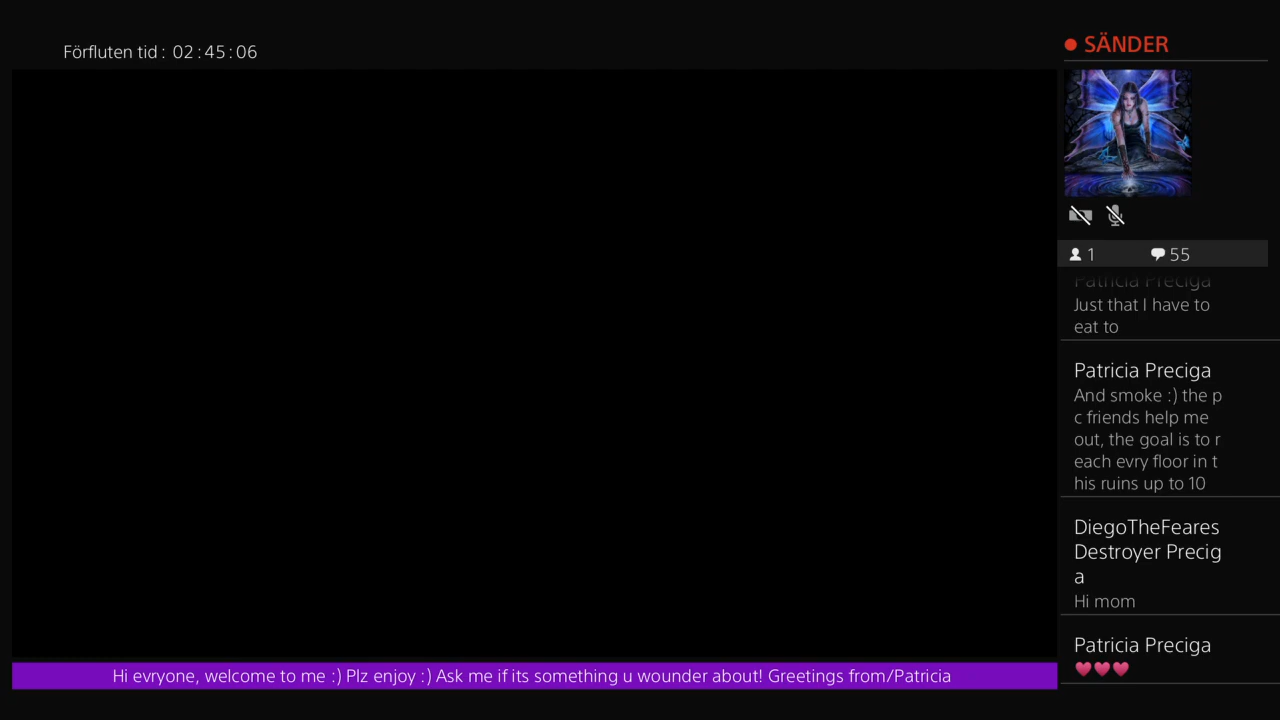 Förfluten tid : 02 : 45 : 06
SÄNDER
1 55
Patricia Preciga
Just that I have to
eat to
Patricia Preciga
And smoke :) the p
c friends help me
out, the goal is to r
each evry floor in t
his ruins up to 10
DiegoTheFeares
Destroyer Precig
a
Hi mom
Patricia Preciga
Hi evryone, welcome to me :) Plz enjoy :) Ask me if its something u wounder about! Greetings from/Patricia